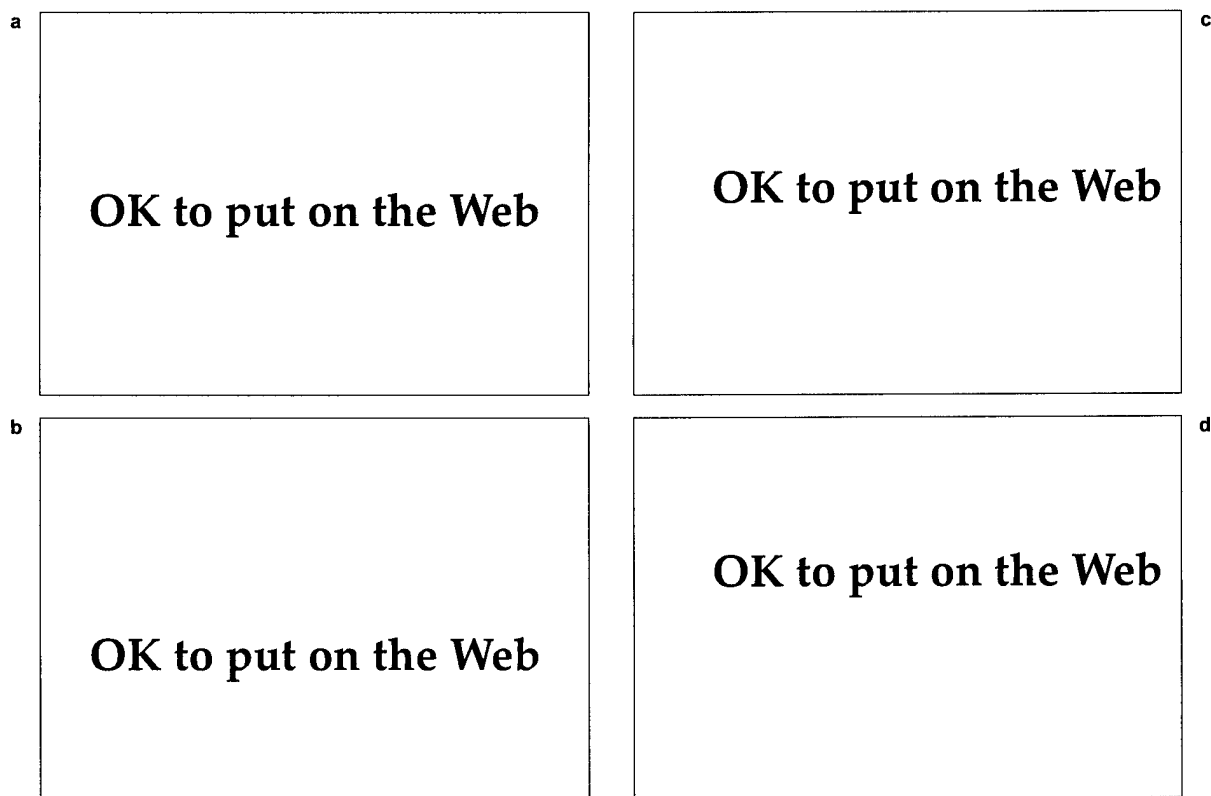 a
OK to put on the Web
b
OK to put on the Web
c
OK to put on the Web
d
OK to put on the Web